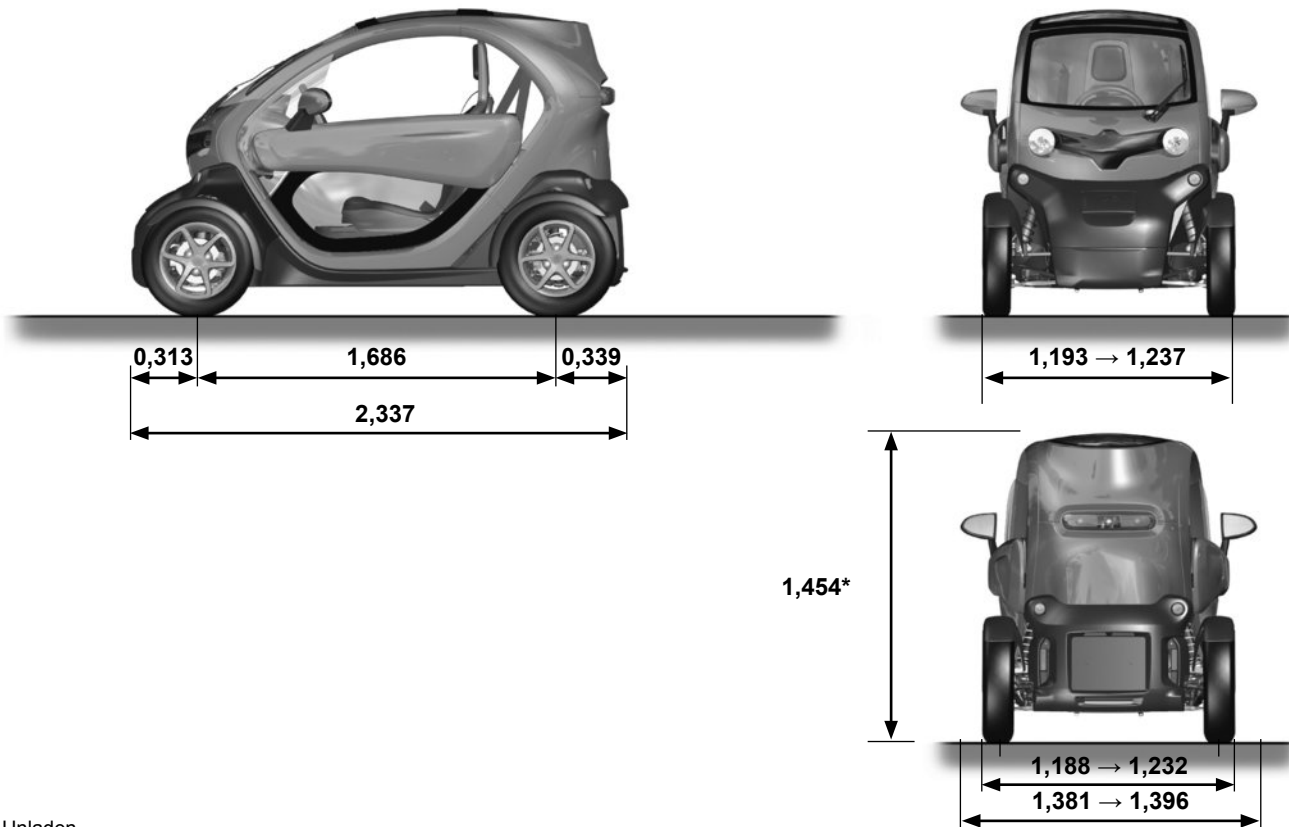 0,313 1,686 0,339
2,337
1,193 → 1,237
1,454*
1,188 → 1,232
1,381 → 1,396
Unladen